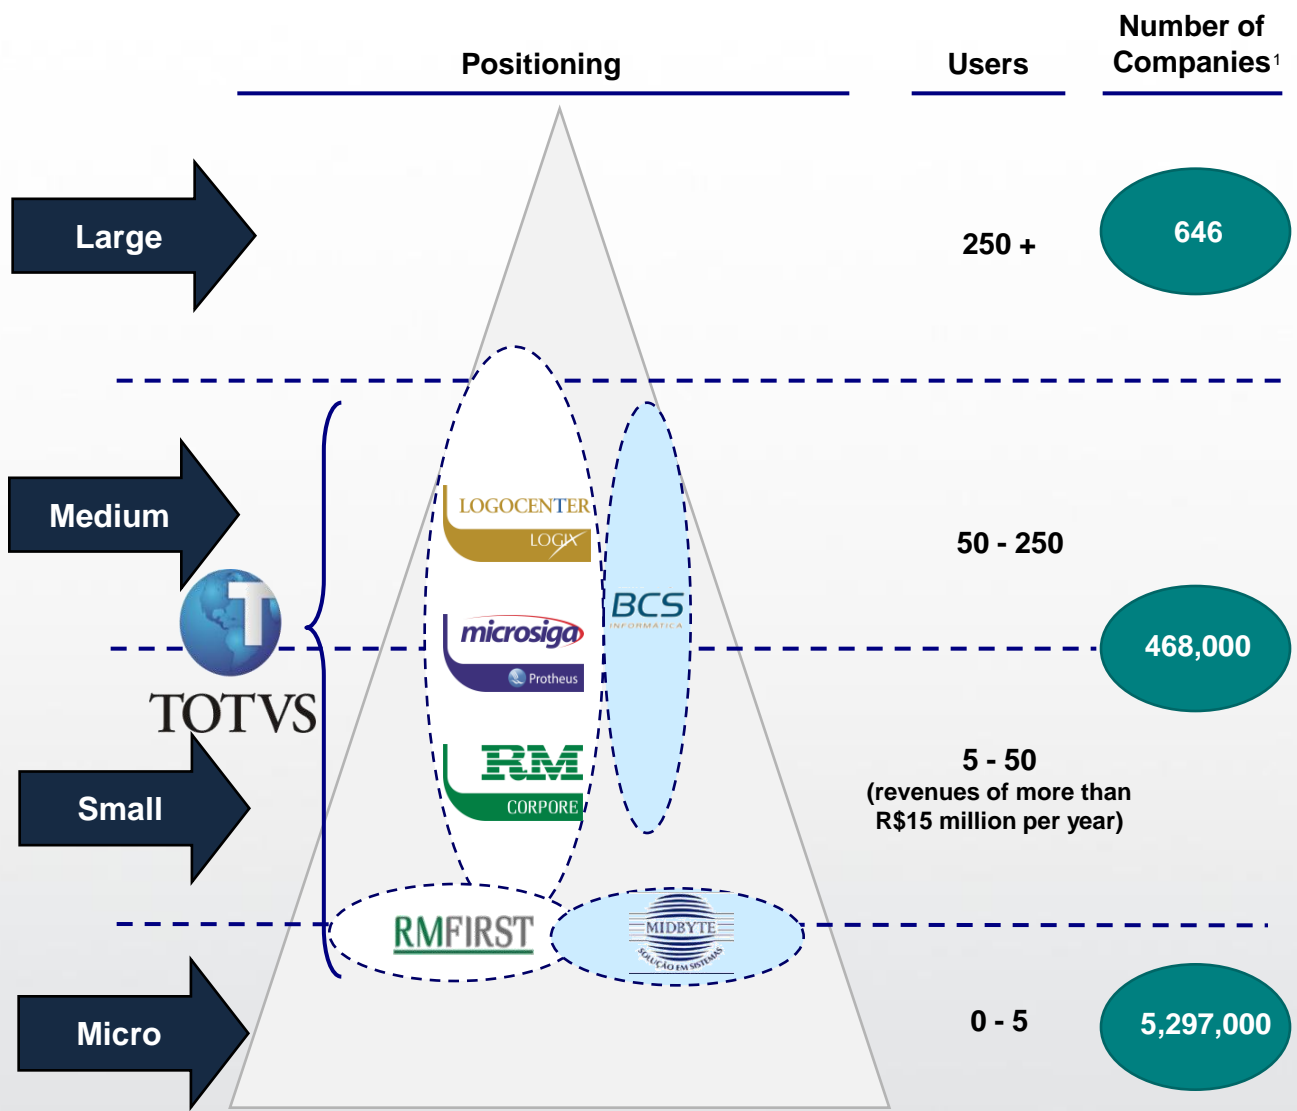 Number of
Positioning
Users
Companies¹
Large
250 +
646
LOGOCENTER
LOGIX
Medium
50 - 250
BCS
INFORMATICA
microsiga
Protheus
468,000
TOTVS
RM
CORPORE
5 - 50
(revenues of more than
R$15 million per year)
Small
RMFIRST
MIDBYTE
SOLUÇÃO EM SISTEMAS
Micro
0 - 5
5,297,000